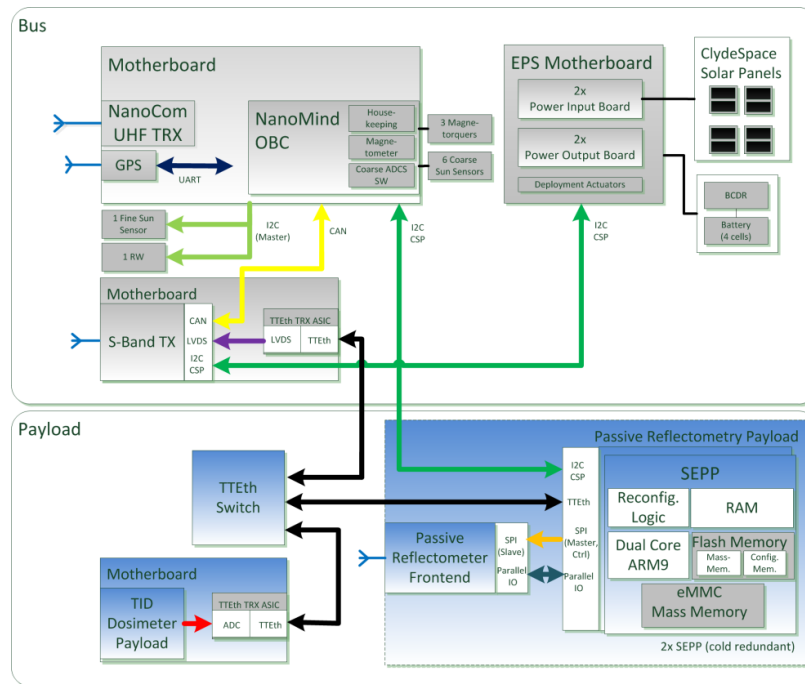 Bus
Motherboard
NanoCom
UHF TRX
GPS
UART
NanoMind
OBC
House-
keeping
Magne-
tometer
Coarse ADCS
SW
3 Magne-
torquers
6 Coarse
Sun Sensors
EPS Motherboard
2x
Power Input Board
2x
Power Output Board
Deployment Actuators
ClydeSpace
Solar Panels
BCDR
Battery
(4 cells)
1 Fine Sun
Sensor
1 RW
I2C
(Master)
CAN
I2C
CSP
I2C
CSP
Motherboard
S-Band TX
CAN
LVDS
I2C
CSP
TTEth TRX ASIC
LVDS
TTEth
Payload
TTEth
Switch
Motherboard
TID
Dosimeter
Payload
TTEth TRX ASIC
ADC
TTEth
Passive Reflectometry Payload
Passive
Reflectometer
Frontend
SPI
(Slave)
Parallel
IO
I2C
CSP
TTEth
SPI
(Master,
Ctrl)
Parallel
IO
SEPP
Reconfig.
Logic
RAM
Dual Core
ARM9
Flash Memory
Mass-
Mem.
Config.
Mem.
eMMC
Mass Memory
2x SEPP (cold redundant)